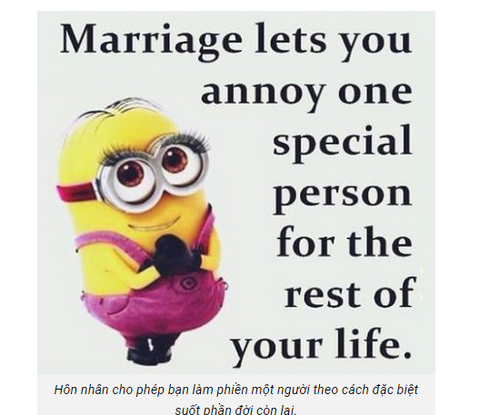 Marriage lets you
annoy one
special
person
for the
rest of
your life.
Hôn nhân cho phép bạn làm phiền một người theo cách đặc biệt
suốt phần đời còn lại.